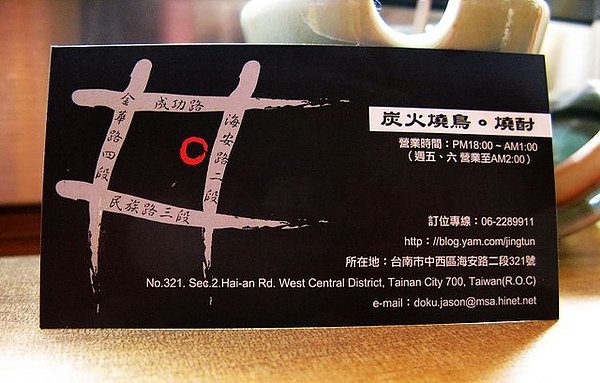 成功路
金華路四段
海安路二段
民族路三段
炭火燒鳥。燒酎
營業時間：PM18:00 ~ AM1:00
（週五、六 營業至AM2:00）
訂位專線：06-2289911
http：//blog.yam.com/jingtun
所在地：台南市中西區海安路二段321號
No.321. Sec.2.Hai-an Rd. West Central District, Tainan City 700, Taiwan(R.O.C)
e-mail：doku.jason@msa.hinet.net